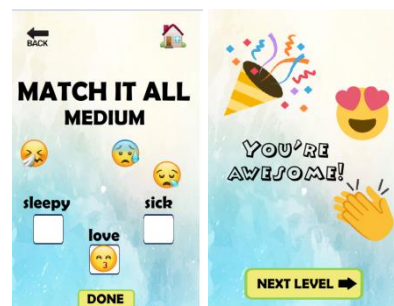 BACK
MATCH IT ALL
MEDIUM
sleepy
sick
love
DONE
YOU'RE
AWESOME!
NEXT LEVEL